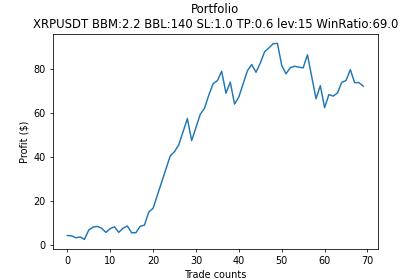 Portfolio
XRPUSDT BBM:2.2 BBL:140 SL:1.0 TP:0.6 lev:15 WinRatio:69.0
Profit ($)
80
60
40
20
0
0 10 20 30 40 50 60 70
Trade counts